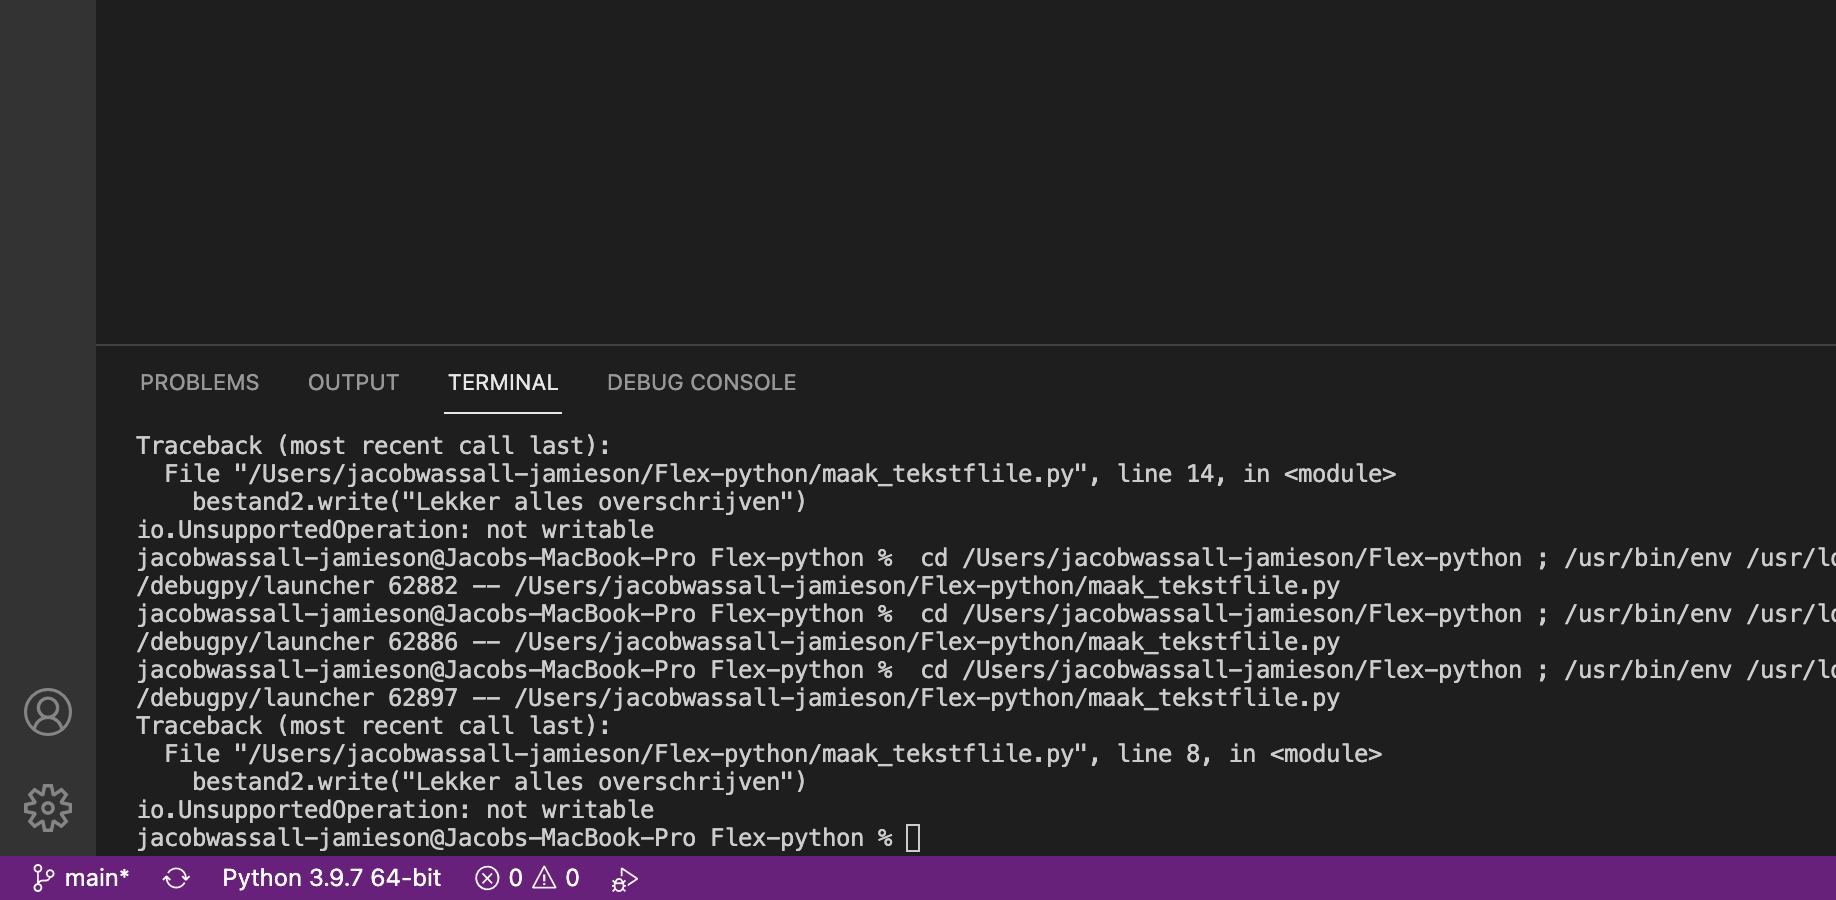 PROBLEMS OUTPUT TERMINAL DEBUG CONSOLE
Traceback (most recent call last):
File "/Users/jacobwassall-jamieson/Flex-python/maak_tekstflile.py", line 14, in <module>
bestand2.write("Lekker alles overschrijven")
io.UnsupportedOperation: not writable
jacobwassall-jamieson@Jacobs-MacBook-Pro Flex-python % cd /Users/jacobwassall-jamieson/Flex-python ; /usr/bin/env /usr/lo
/debugpy/launcher 62882 -- /Users/jacobwassall-jamieson/Flex-python/maak_tekstflile.py
jacobwassall-jamieson@Jacobs-MacBook-Pro Flex-python % cd /Users/jacobwassall-jamieson/Flex-python ; /usr/bin/env /usr/lo
/debugpy/launcher 62886 -- /Users/jacobwassall-jamieson/Flex-python/maak_tekstflile.py
jacobwassall-jamieson@Jacobs-MacBook-Pro Flex-python % cd /Users/jacobwassall-jamieson/Flex-python ; /usr/bin/env /usr/lo
/debugpy/launcher 62897 -- /Users/jacobwassall-jamieson/Flex-python/maak_tekstflile.py
Traceback (most recent call last):
File "/Users/jacobwassall-jamieson/Flex-python/maak_tekstflile.py", line 8, in <module>
bestand2.write("Lekker alles overschrijven")
io.UnsupportedOperation: not writable
jacobwassall-jamieson@Jacobs-MacBook-Pro Flex-python %
main* Python 3.9.7 64-bit 0 0